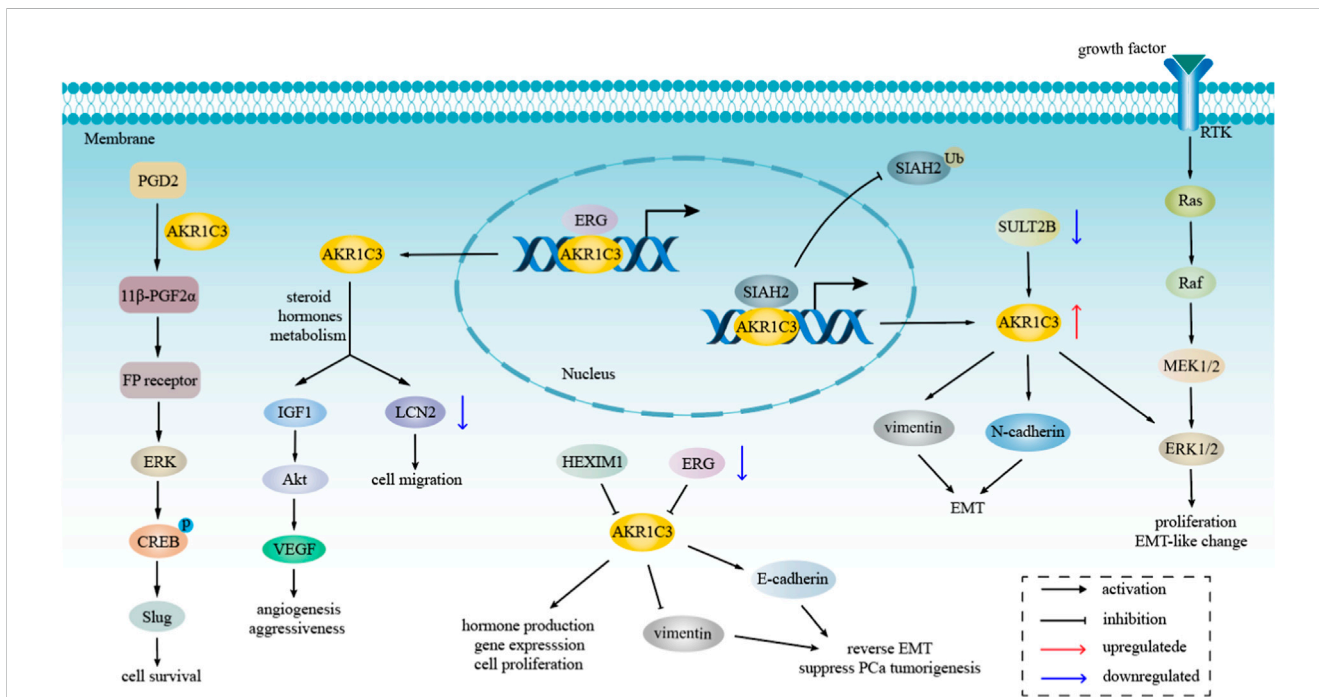 growth factor
Membrane
RTK
PGD2
AKR1C3
11β-PGF2α
FP receptor
ERK
CREB
p
Slug
cell survival
AKR1C3
steroid
hormones
metabolism
IGF1
LCN2
Akt
cell migration
VEGF
angiogenesis
aggressiveness
ERG
AKR1C3
SIAH2
AKR1C3
Nucleus
SIAH2
Ub
HEXIM1
ERG
AKR1C3
hormone production
gene expresssion
cell proliferation
vimentin
E-cadherin
reverse EMT
suppress PCa tumorigenesis
SULT2B
AKR1C3
vimentin
N-cadherin
EMT
Ras
Raf
MEK1/2
ERK1/2
proliferation
EMT-like change
activation
inhibition
upregulatede
downregulated